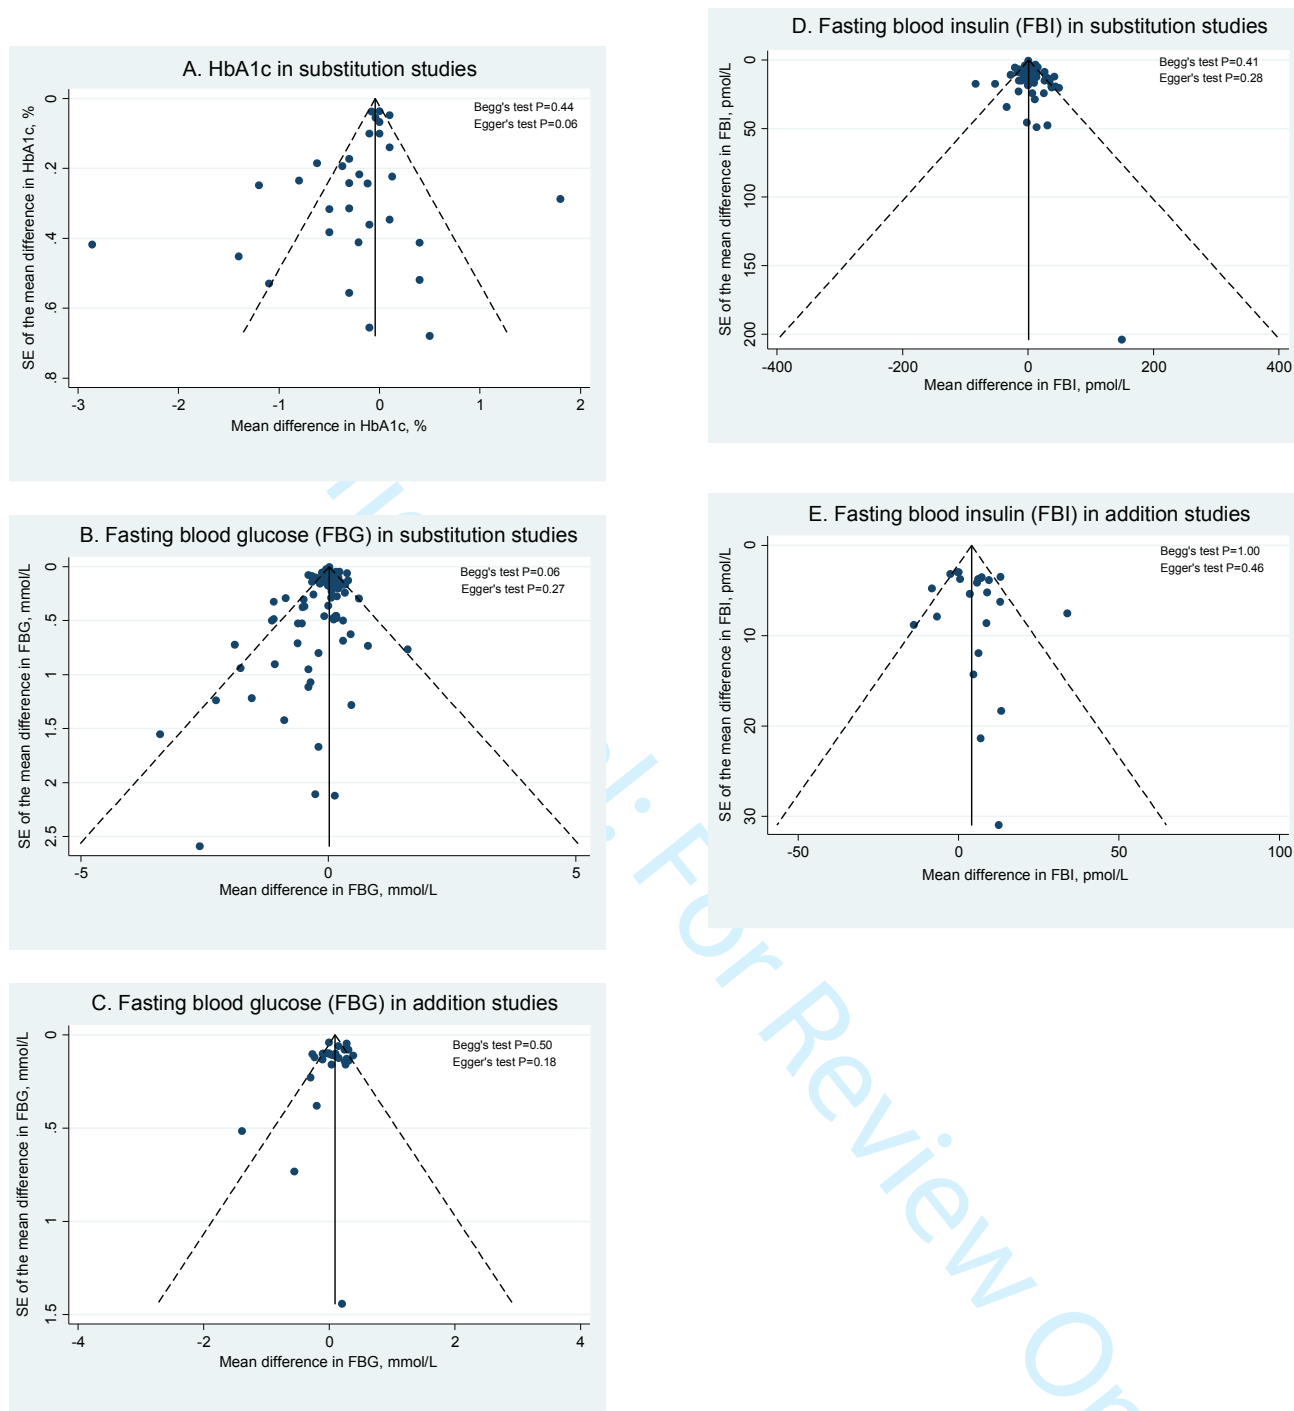 A. HbA1c in substitution studies
Begg's test P=0.44
Egger's test P=0.06
SE of the mean difference in HbA1c, %
0
.2
.4
.6
.8
-3 -2 -1 0 1 2
Mean difference in HbA1c, %
B. Fasting blood glucose (FBG) in substitution studies
Begg's test P=0.06
Egger's test P=0.27
SE of the mean difference in FBG, mmol/L
0
.5
1
1.5
2
2.5
-5 0 5
Mean difference in FBG, mmol/L
C. Fasting blood glucose (FBG) in addition studies
Begg's test P=0.50
Egger's test P=0.18
SE of the mean difference in FBG, mmol/L
0
.5
1
1.5
-4 -2 0 2 4
Mean difference in FBG, mmol/L
D. Fasting blood insulin (FBI) in substitution studies
Begg's test P=0.41
Egger's test P=0.28
SE of the mean difference in FBI, pmol/L
0
50
100
150
200
-400 -200 0 200 400
Mean difference in FBI, pmol/L
E. Fasting blood insulin (FBI) in addition studies
Begg's test P=1.00
Egger's test P=0.46
SE of the mean difference in FBI, pmol/L
0
10
20
30
-50 0 50 100
Mean difference in FBI, pmol/L
: For Review On